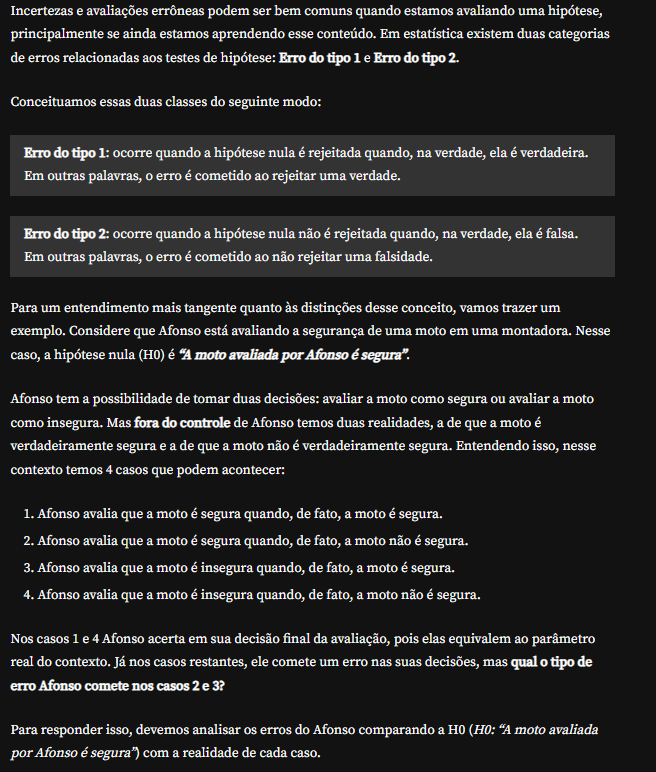 Incertezas e avaliações errôneas podem ser bem comuns quando estamos avaliando uma hipótese,
principalmente se ainda estamos aprendendo esse conteúdo. Em estatística existem duas categorias
de erros relacionadas aos testes de hipótese: Erro do tipo 1 e Erro do tipo 2.
Conceituamos essas duas classes do seguinte modo:
Erro do tipo 1: ocorre quando a hipótese nula é rejeitada quando, na verdade, ela é verdadeira.
Em outras palavras, o erro é cometido ao rejeitar uma verdade.
Erro do tipo 2: ocorre quando a hipótese nula não é rejeitada quando, na verdade, ela é falsa.
Em outras palavras, o erro é cometido ao não rejeitar uma falsidade.
Para um entendimento mais tangente quanto às distinções desse conceito, vamos trazer um
exemplo. Considere que Afonso está avaliando a segurança de uma moto em uma montadora. Nesse
caso, a hipótese nula (H0) é “A moto avaliada por Afonso é segura”.
Afonso tem a possibilidade de tomar duas decisões: avaliar a moto como segura ou avaliar a moto
como insegura. Mas fora do controle de Afonso temos duas realidades, a de que a moto é
verdadeiramente segura e a de que a moto não é verdadeiramente segura. Entendendo isso, nesse
contexto temos 4 casos que podem acontecer:
1. Afonso avalia que a moto é segura quando, de fato, a moto é segura.
2. Afonso avalia que a moto é segura quando, de fato, a moto não é segura.
3. Afonso avalia que a moto é insegura quando, de fato, a moto é segura.
4. Afonso avalia que a moto é insegura quando, de fato, a moto não é segura.
Nos casos 1 e 4 Afonso acerta em sua decisão final da avaliação, pois elas equivalem ao parâmetro
real do contexto. Já nos casos restantes, ele comete um erro nas suas decisões, mas qual o tipo de
erro Afonso comete nos casos 2 e 3?
Para responder isso, devemos analisar os erros do Afonso comparando a H0 (H0: “A moto avaliada
por Afonso é segura”) com a realidade de cada caso.